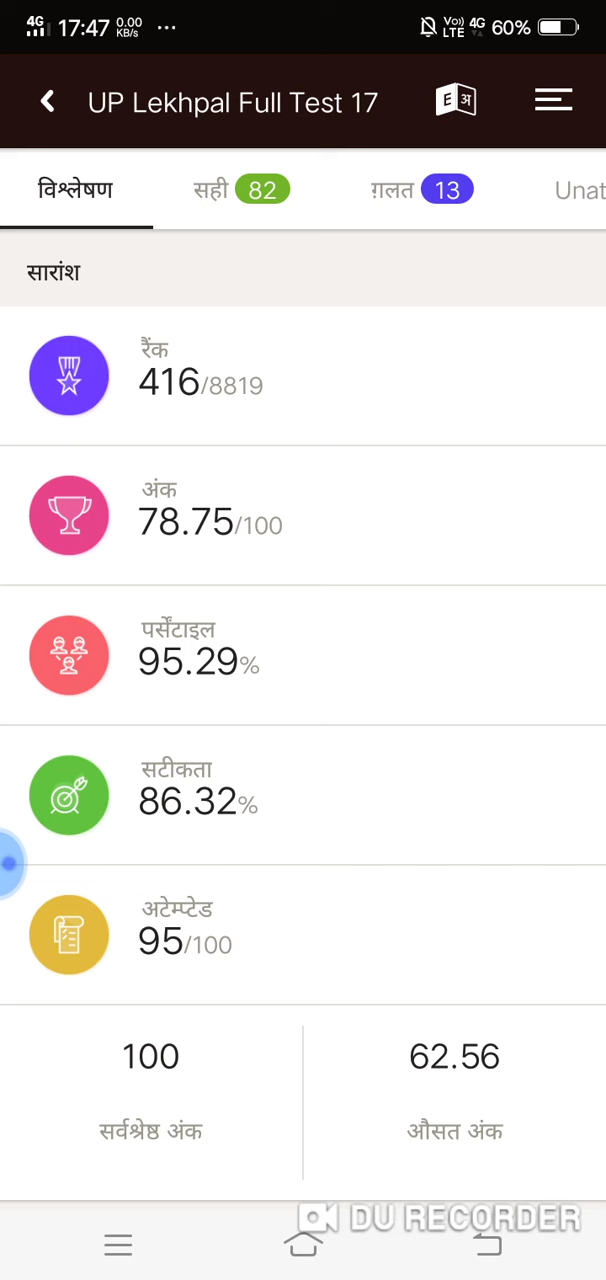 4G 17:47 0.00 KB/s ... Vo) LTE 4G 60%
UP Lekhpal Full Test 17 E अ
विश्लेषण सही 82 ग़लत 13 Unat
सारांश
रैंक
416/8819
अंक
78.75/100
पर्सेंटाइल
95.29%
सटीकता
86.32%
अटेम्प्टेड
95/100
100 62.56
सर्वश्रेष्ठ अंक औसत अंक
DU RECORDER